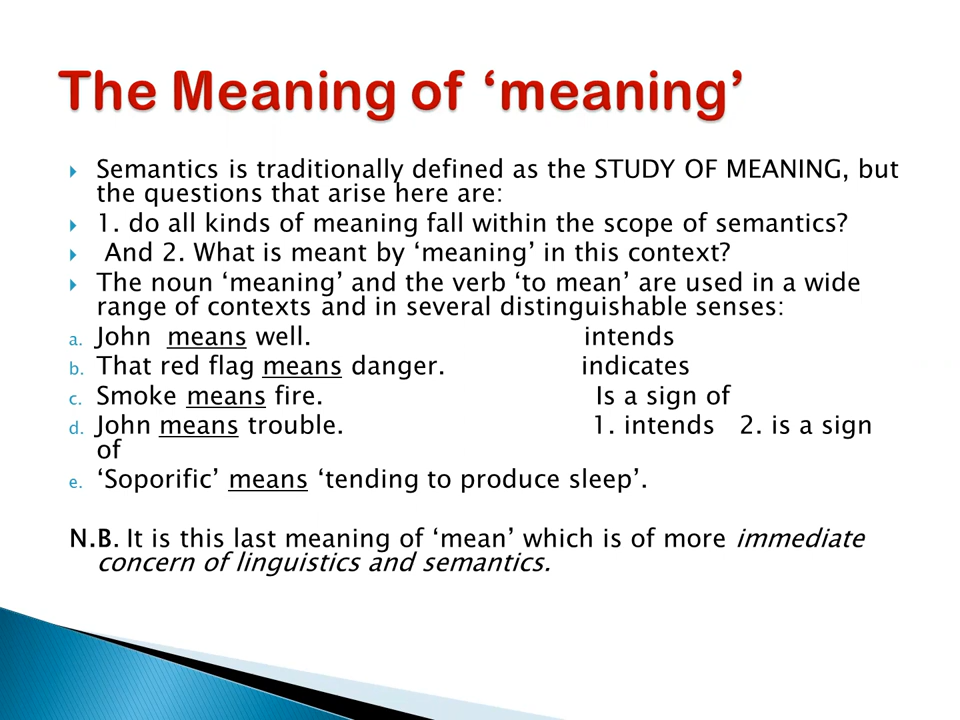 The Meaning of ‘meaning’
Semantics is traditionally defined as the STUDY OF MEANING, but
the questions that arise here are:
1. do all kinds of meaning fall within the scope of semantics?
And 2. What is meant by ‘meaning’ in this context?
The noun ‘meaning’ and the verb ‘to mean’ are used in a wide
range of contexts and in several distinguishable senses:
a. John means well. intends
b. That red flag means danger. indicates
c. Smoke means fire. Is a sign of
d. John means trouble. 1. intends 2. is a sign
of
e. ‘Soporific’ means ‘tending to produce sleep’.
N.B. It is this last meaning of ‘mean’ which is of more immediate
concern of linguistics and semantics.